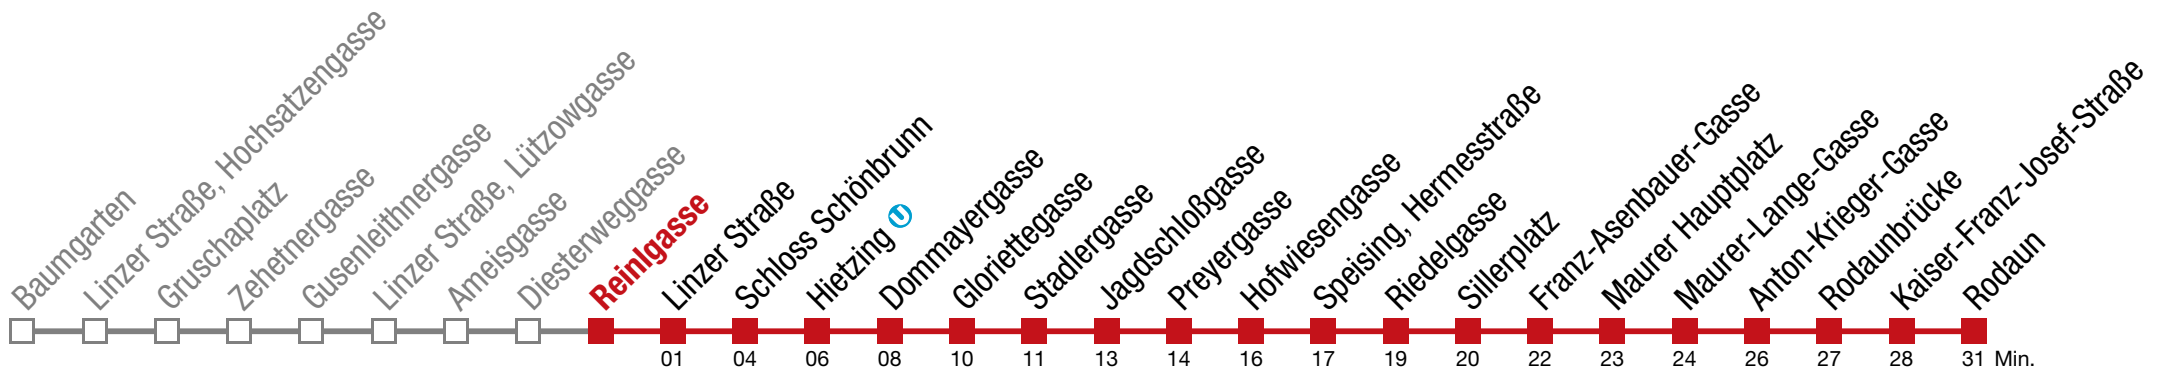 Baumgarten
Linzer Straße, Hochsatzengasse
Gruschaplatz
Zehetnergasse
Gusenleithnergasse
Linzer Straße, Lützowgasse
Ameisgasse
Diesterweggasse
Reinlgasse
Linzer Straße
Schloss Schönbrunn
Hietzing U
Dommayergasse
Gloriettegasse
Stadlergasse
Jagdschloßgasse
Preyergasse
Hofwiesengasse
Speising, Hermesstraße
Riedelgasse
Sillerplatz
Franz-Asenbauer-Gasse
Maurer Hauptplatz
Maurer-Lange-Gasse
Anton-Krieger-Gasse
Rodaunbrücke
Kaiser-Franz-Josef-Straße
Rodaun
01 04 06 08 10 11 13 14 16 17 19 20 22 23 24 26 27 28 31 Min.